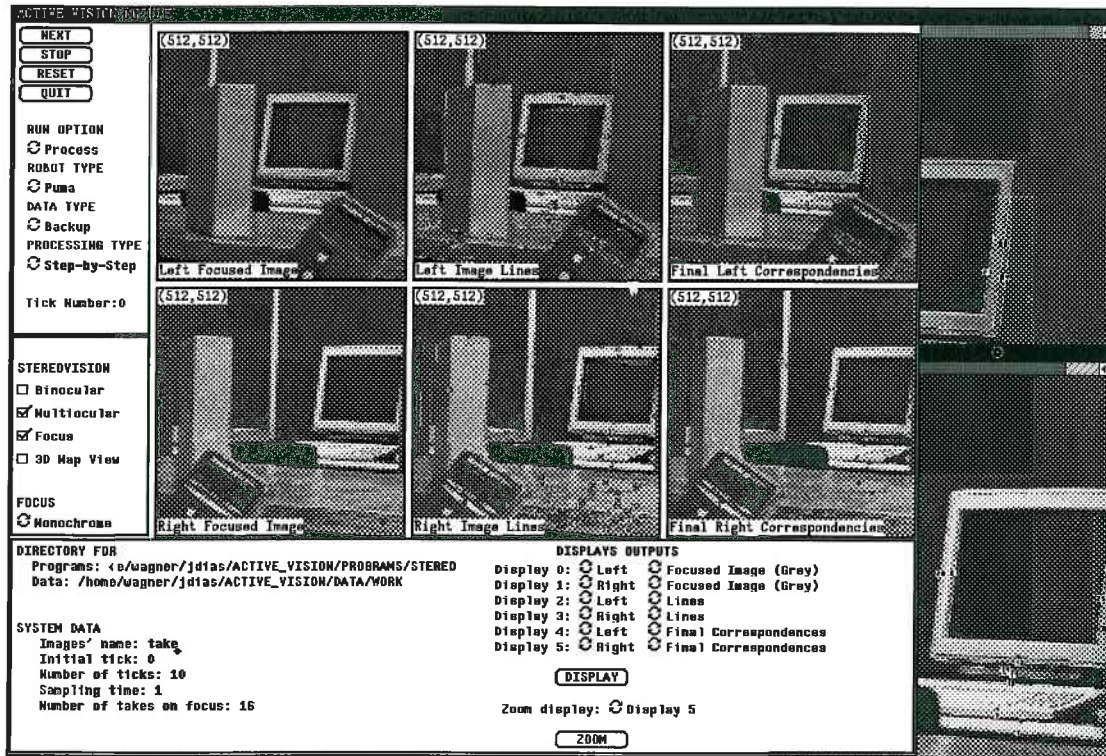 ACTIVE VISION
NEXT
STOP
RESET
QUIT
RUN OPTION
Process
ROBOT TYPE
Puma
DATA TYPE
Backup
PROCESSING TYPE
Step-by-Step
Tick Number:0
STEREOVISION
Binocular
Multiocular
Focus
3D Map View
FOCUS
Monochrome
(512,512)
Left Focused Image
(512,512)
Left Image Lines
(512,512)
Final Left Correspondencies
(512,512)
Right Focused Image
(512,512)
Right Image Lines
(512,512)
Final Right Correspondencies
DIRECTORY FOR
Programs: <e/wagner/jdias/ACTIVE_VISION/PROGRAMS/STEREO
Data: /home/wagner/jdias/ACTIVE_VISION/DATA/WORK
SYSTEM DATA
Images' name: take
Initial tick: 0
Number of ticks: 10
Sampling time: 1
Number of takes on focus: 16
DISPLAYS OUTPUTS
Display 0: Left Focused Image (Grey)
Display 1: Right Focused Image (Grey)
Display 2: Left Lines
Display 3: Right Lines
Display 4: Left Final Correspondences
Display 5: Right Final Correspondences
DISPLAY
Zoom display: Display 5
ZOOM